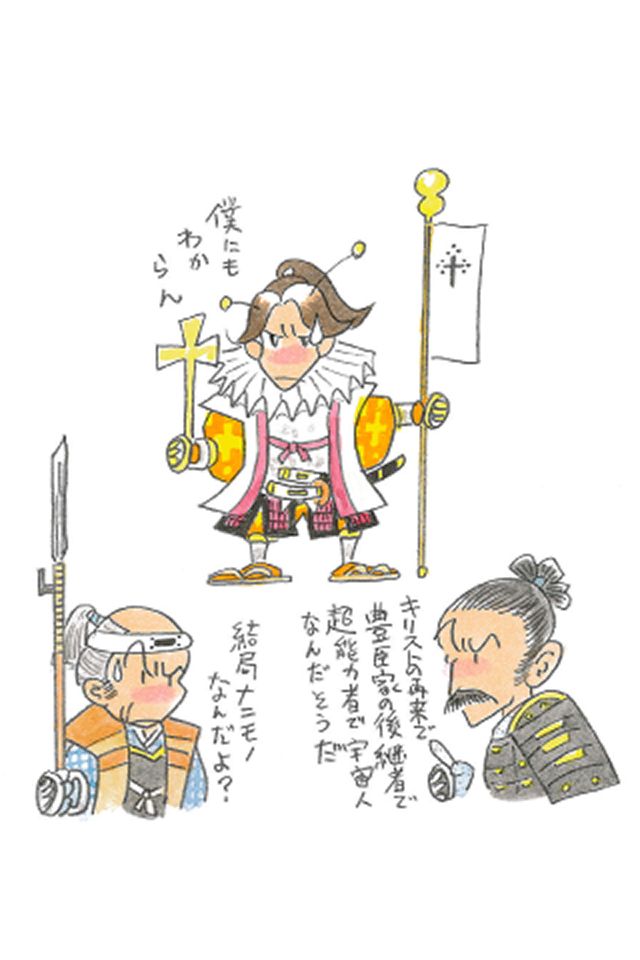 僕にも
わか
らん
キリストの再来で
豊臣家の後継者で
超能力者で宇宙人
なんだそうだ
結局ナニモノ
なんだよ?